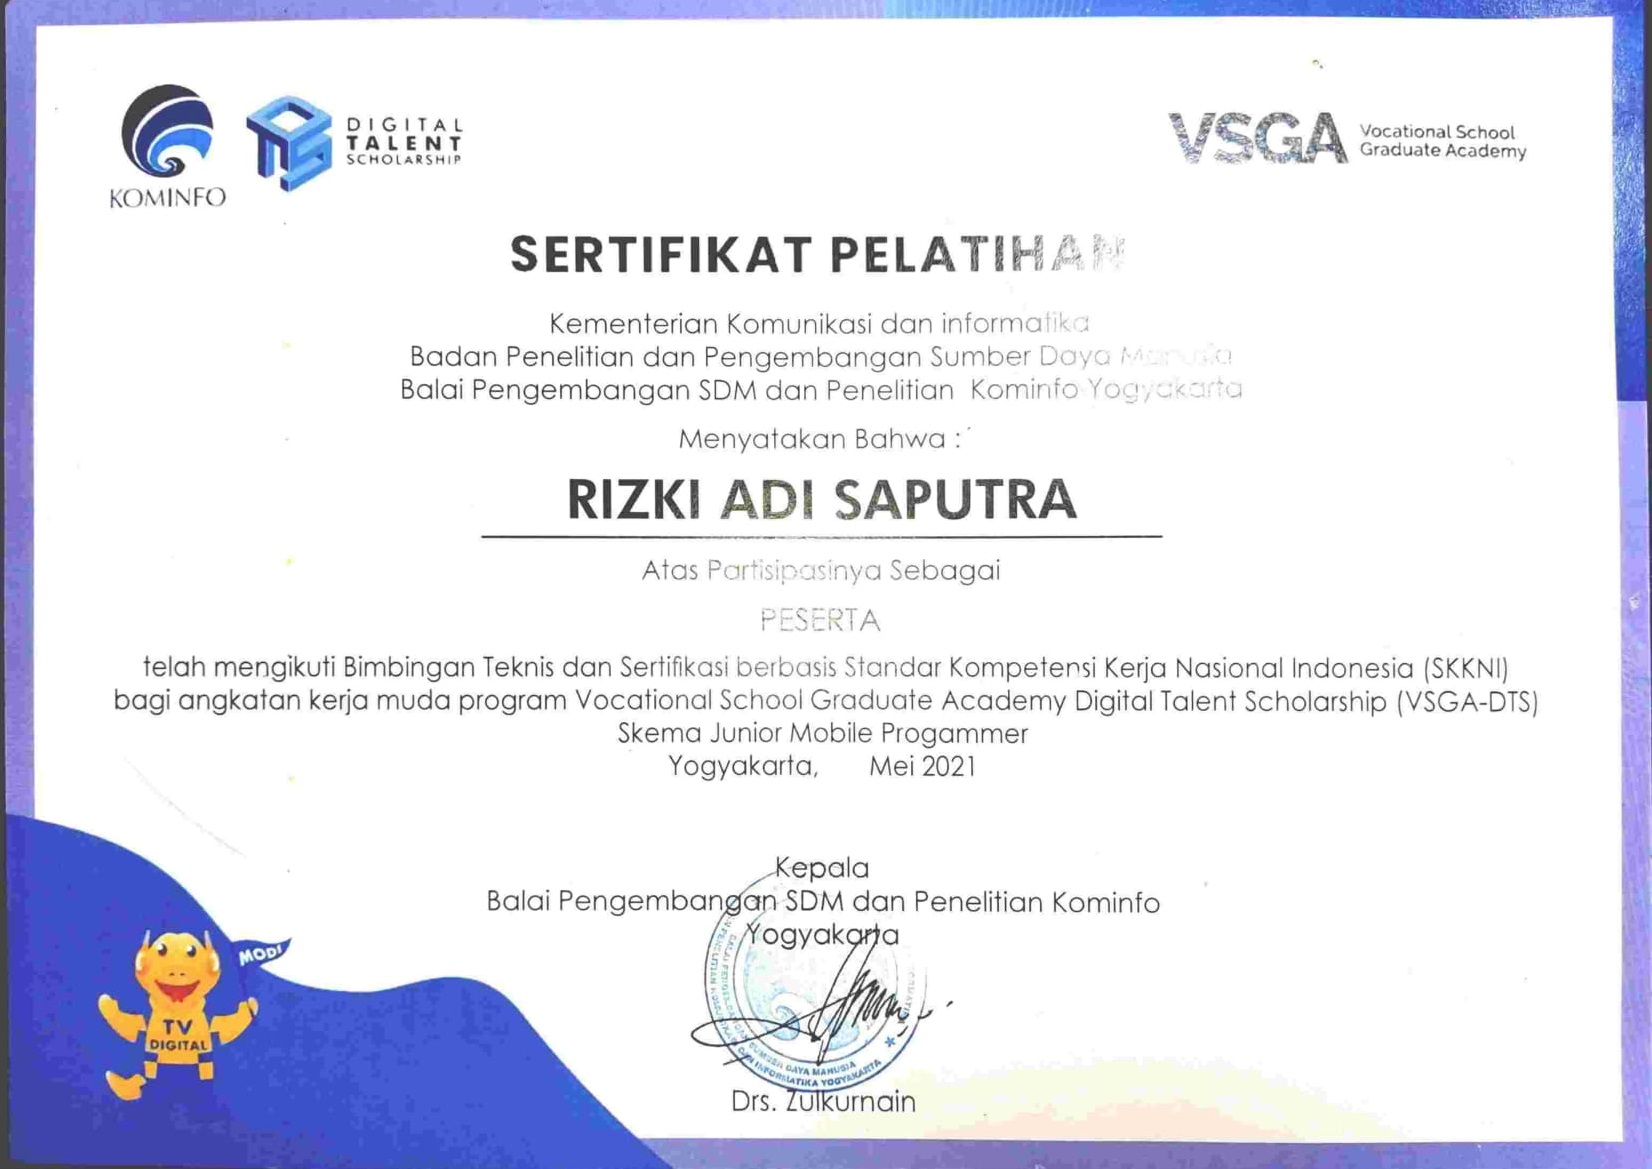 KOMINFO
DIGITAL
TALENT
SCHOLARSHIP
VSGA
Vocational School
Graduate Academy
SERTIFIKAT PELATIHAN
Kementerian Komunikasi dan informatika
Badan Penelitian dan Pengembangan Sumber Daya Manusia
Balai Pengembangan SDM dan Penelitian Kominfo Yogyakarta
Menyatakan Bahwa :
RIZKI ADI SAPUTRA
Atas Partisipasinya Sebagai
PESERTA
telah mengikuti Bimbingan Teknis dan Sertifikasi berbasis Standar Kompetensi Kerja Nasional Indonesia (SKKNI)
bagi angkatan kerja muda program Vocational School Graduate Academy Digital Talent Scholarship (VSGA-DTS)
Skema Junior Mobile Progammer
Yogyakarta, Mei 2021
Kepala
Balai Pengembangan SDM dan Penelitian Kominfo
Yogyakarta
SUMBER DAYA MANUSIA
DAN INFORMATIKA YOGYAKARTA
Drs. Zulkurnain
MODI
TV
DIGITAL